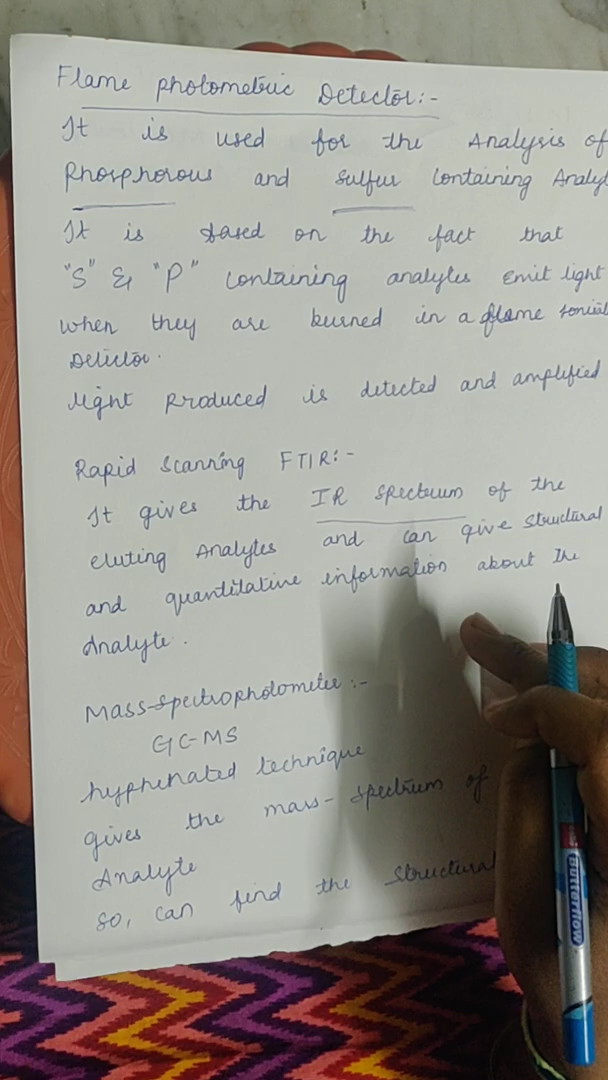 Flame photometric Detector:-
It is used for the Analysis of
Phosphorous and sulfur containing Analyt
It is based on the fact that
"S" & "P" containing analytes emit light
when they are burned in a flame
Detector.
Light Produced is detected and amplified
Rapid Scanning FTIR:-
It gives the IR spectrum of the
eluting Analytes and can give structural
and quantitative information about the
Analyte.
Mass-spectrophotometer:-
GC-MS
hyphenated technique
gives the mass-spectrum of
Analyte
so, can find the structural
Butterflow